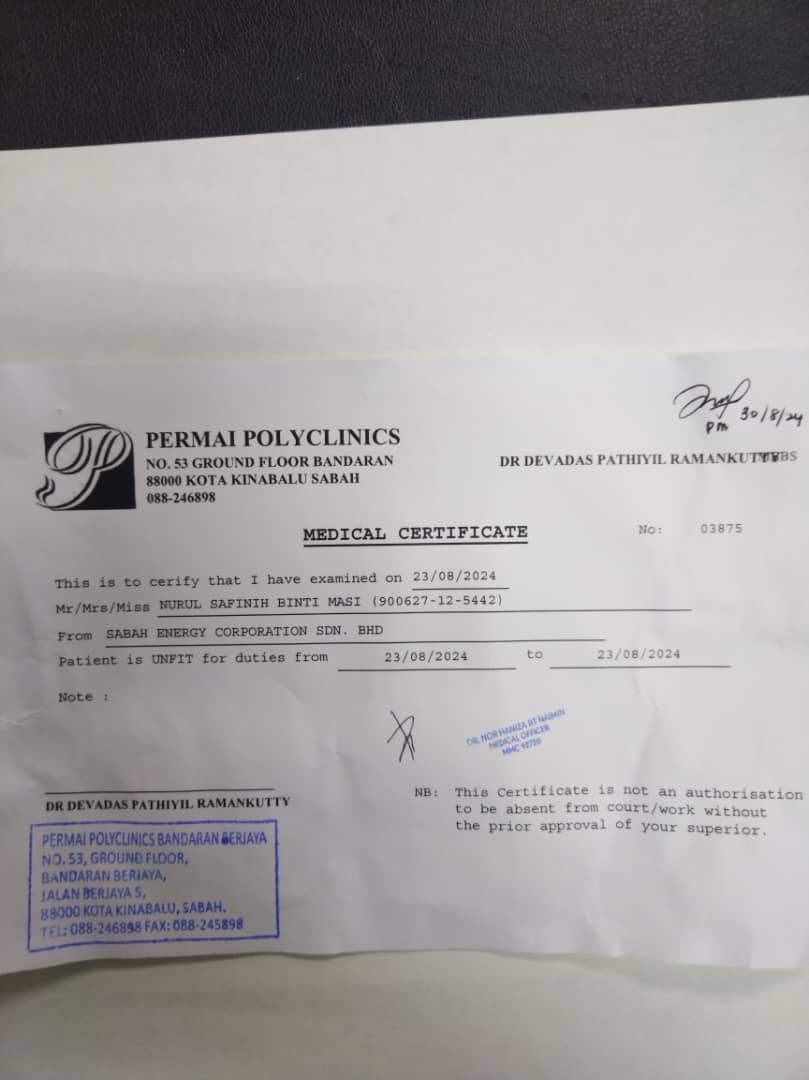 pm 30/8/24
PERMAI POLYCLINICS
NO. 53 GROUND FLOOR BANDARAN
88000 KOTA KINABALU SABAH
088-246898
DR DEVADAS PATHIYIL RAMANKUTTY
MEDICAL CERTIFICATE
No: 03875
This is to cerify that I have examined on 23/08/2024
Mr/Mrs/Miss NURUL SAFINIH BINTI MASI (900627-12-5442)
From SABAH ENERGY CORPORATION SDN. BHD
Patient is UNFIT for duties from 23/08/2024 to 23/08/2024
Note :
DR. NOR HANIZA BT NAIMIN
MEDICAL OFFICER
MMC 42720
DR DEVADAS PATHIYIL RAMANKUTTY
NB: This Certificate is not an authorisation
to be absent from court/work without
the prior approval of your superior.
PERMAI POLYCLINICS BANDARAN BERJAYA
NO. 53, GROUND FLOOR,
BANDARAN BERJAYA,
JALAN BERJAYA 5,
88000 KOTA KINABALU, SABAH.
TEL: 088-246898 FAX: 088-245898